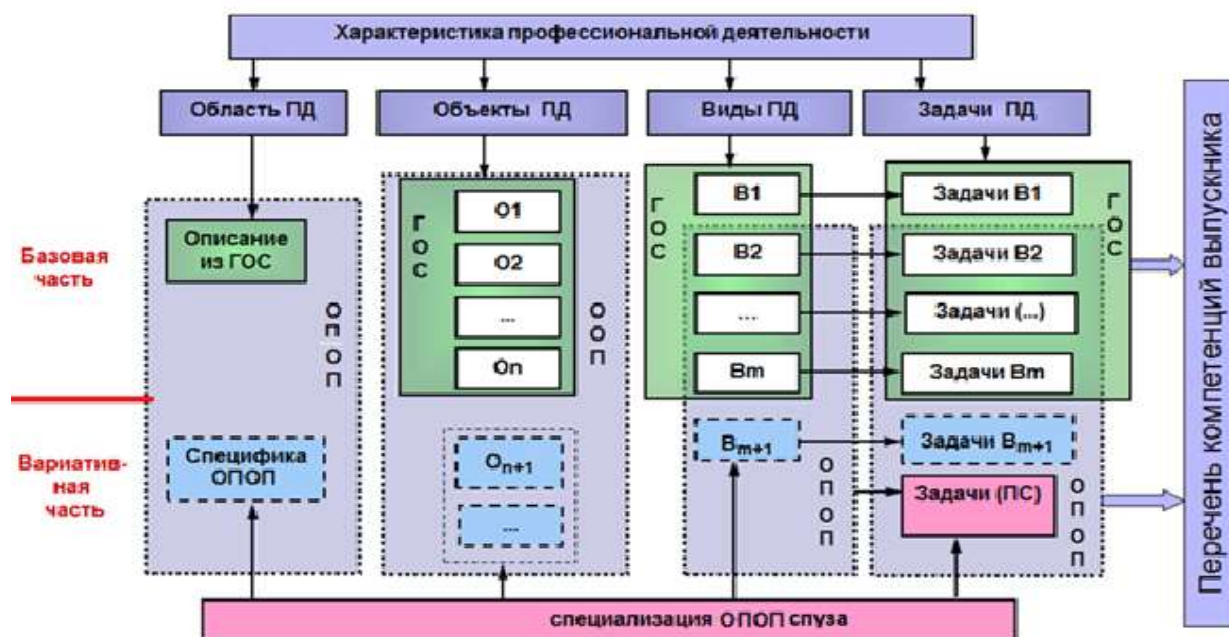 Характеристика профессиональной деятельности
Область ПД
Объекты ПД
Виды ПД
Задачи ПД
Перечень компетенций выпускника
Базовая
часть
Вариатив-
ная
часть
Описание
из ГОС
ОПОП
Специфика
ОПОП
ГОС
О1
О2
...
Оn
ООП
On+1
...
ГОС
В1
В2
...
Вm
Вm+1
ОПОП
Задачи В1
Задачи В2
Задачи (...)
Задачи Вm
ГОС
Задачи Вm+1
Задачи (ПС)
ОПОП
специализация ОПОП спуза